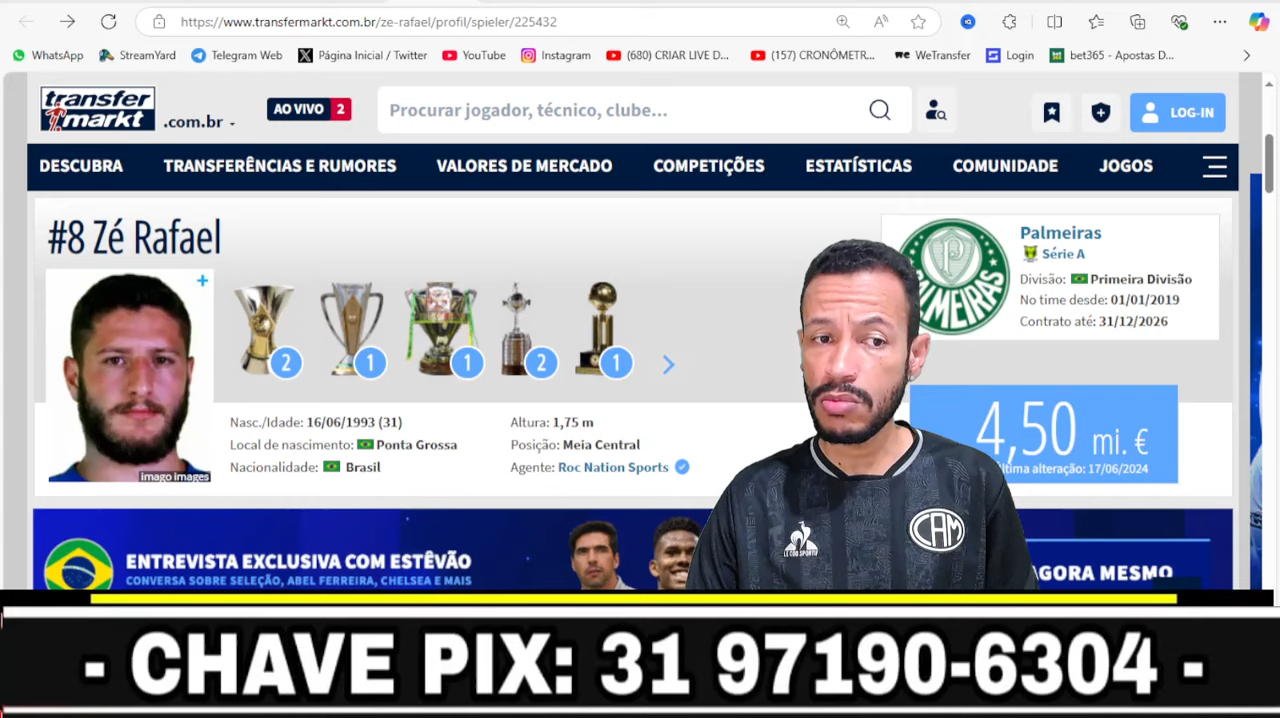 https://www.transfermarkt.com.br/ze-rafael/profil/spieler/225432
WhatsApp StreamYard Telegram Web Página Inicial / Twitter YouTube Instagram (680) CRIAR LIVE D... (157) CRONÔMETR... WeTransfer Login bet365 - Apostas D...
transfer markt .com.br AO VIVO 2 Procurar jogador, técnico, clube... LOG-IN
DESCUBRA TRANSFERÊNCIAS E RUMORES VALORES DE MERCADO COMPETIÇÕES ESTATÍSTICAS COMUNIDADE JOGOS
#8 Zé Rafael
2 1 1 2 1
imago images
Nasc./Idade: 16/06/1993 (31)
Local de nascimento: Ponta Grossa
Nacionalidade: Brasil
Altura: 1,75 m
Posição: Meia Central
Agente: Roc Nation Sports
P
PALMEIRAS
Palmeiras
Série A
Divisão: Primeira Divisão
No time desde: 01/01/2019
Contrato até: 31/12/2026
4,50 mi. €
ltima alteração: 17/06/2024
LE COQ SPORTIF
CAM
ENTREVISTA EXCLUSIVA COM ESTÊVÃO
CONVERSA SOBRE SELEÇÃO, ABEL FERREIRA, CHELSEA E MAIS
AGORA MESMO
- CHAVE PIX: 31 97190-6304 -